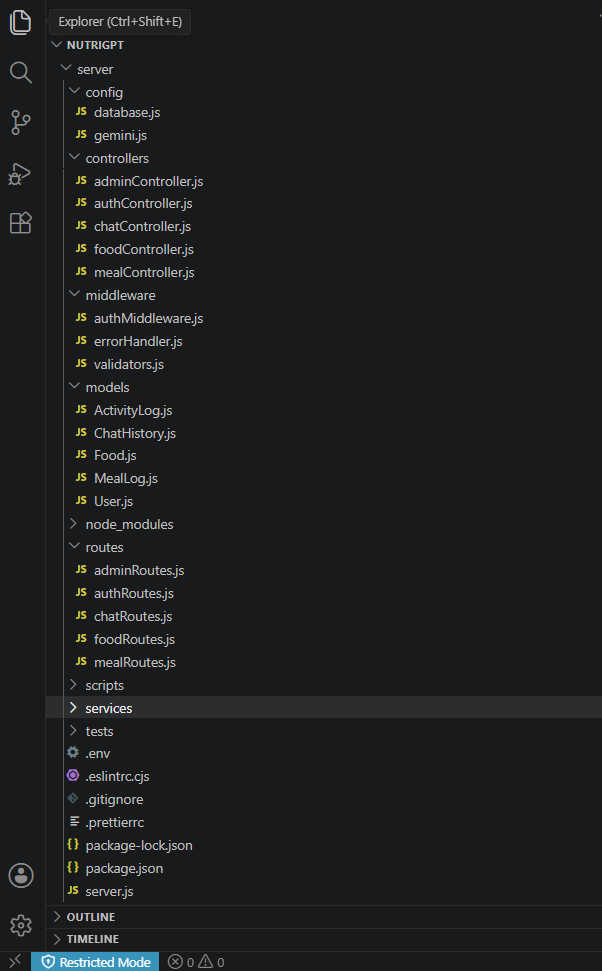 Explorer (Ctrl+Shift+E)
NUTRIGPT
server
config
JS database.js
JS gemini.js
controllers
JS adminController.js
JS authController.js
JS chatController.js
JS foodController.js
JS mealController.js
middleware
JS authMiddleware.js
JS errorHandler.js
JS validators.js
models
JS ActivityLog.js
JS ChatHistory.js
JS Food.js
JS MealLog.js
JS User.js
node_modules
routes
JS adminRoutes.js
JS authRoutes.js
JS chatRoutes.js
JS foodRoutes.js
JS mealRoutes.js
scripts
services
tests
.env
.eslintrc.cjs
.gitignore
.prettierrc
{} package-lock.json
{} package.json
JS server.js
OUTLINE
TIMELINE
Restricted Mode 0 0